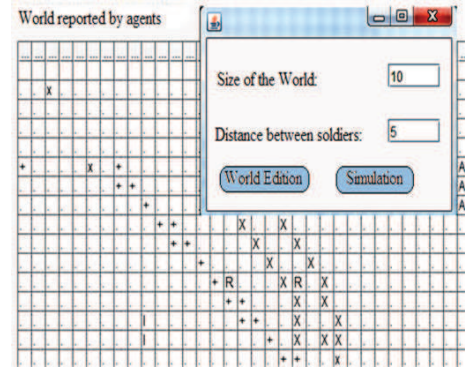 World reported by agents
X
Size of the World: 10
Distance between soldiers: 5
World Edition Simulation
+ X + A
+ + A
+ A
+ + X X
+ + X X
+ X X
+ R X R X
+ + X X
I + + X X
I + X X X
+ + X